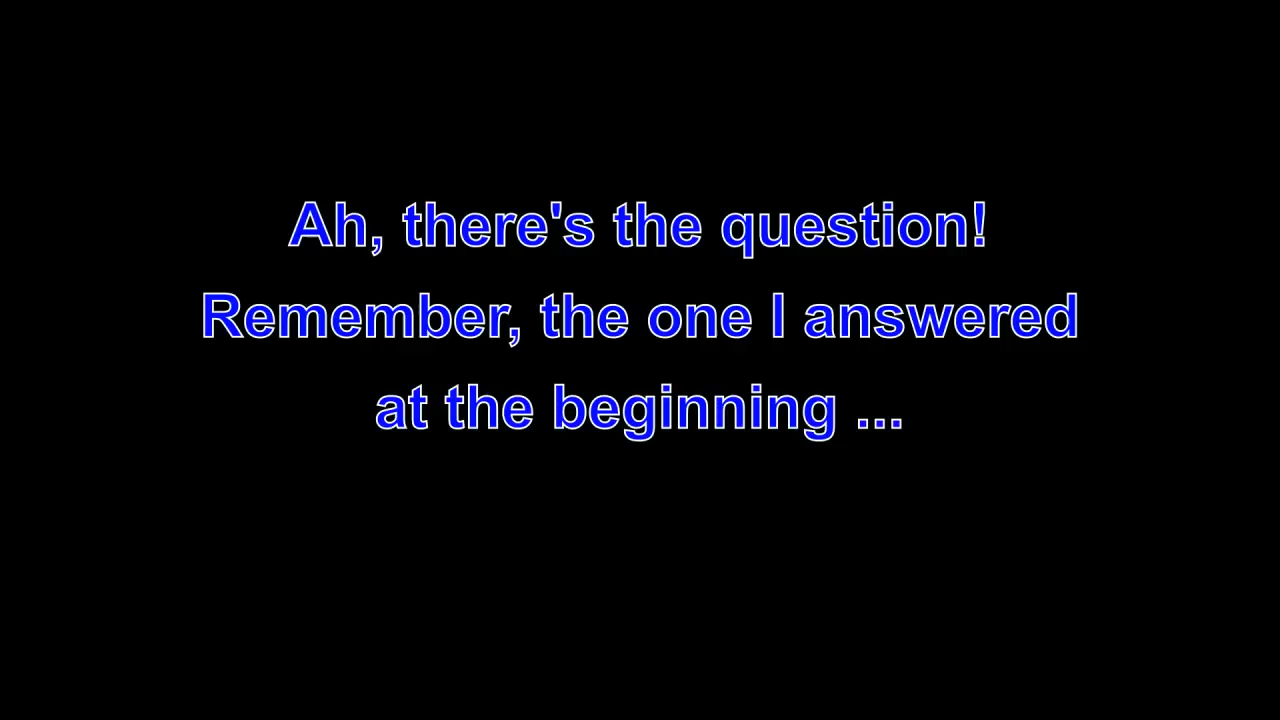 Ah, there's the question!
Remember, the one I answered
at the beginning ...